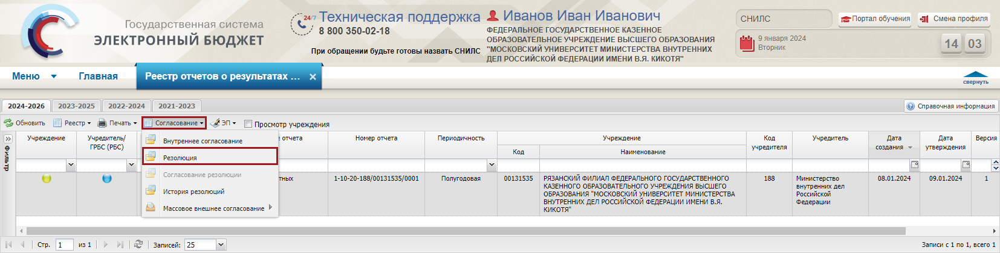 Государственная система
ЭЛЕКТРОННЫЙ БЮДЖЕТ
24/7
Техническая поддержка
8 800 350-02-18
При обращении будьте готовы назвать СНИЛС
Иванов Иван Иванович
ФЕДЕРАЛЬНОЕ ГОСУДАРСТВЕННОЕ КАЗЕННОЕ
ОБРАЗОВАТЕЛЬНОЕ УЧРЕЖДЕНИЕ ВЫСШЕГО ОБРАЗОВАНИЯ
"МОСКОВСКИЙ УНИВЕРСИТЕТ МИНИСТЕРСТВА ВНУТРЕННИХ
ДЕЛ РОССИЙСКОЙ ФЕДЕРАЦИИ ИМЕНИ В.Я. КИКОТЯ"
СНИЛС
Портал обучения
Смена профиля
9 января 2024
Вторник
14 03
Меню
Главная
Реестр отчетов о результатах ...
свернуть
2024-2026 2023-2025 2022-2024 2021-2023
Справочная информация
Обновить Реестр Печать Согласование ЭП Просмотр учреждения
Фильтр
Учреждение
Учредитель/
ГРБС (РБС)
е отчета
Номер отчета
Периодичность
Учреждение
Код
Наименование
Код
учредителя
Учредитель
Дата
создания
Дата
утверждения
Версия
Внутреннее согласование
Резолюция
Согласование резолюции
История резолюций
Массовое внешнее согласование
тных
1-10-20-188/00131535/0001
Полугодовая
00131535
РЯЗАНСКИЙ ФИЛИАЛ ФЕДЕРАЛЬНОГО ГОСУДАРСТВЕННОГО
КАЗЕННОГО ОБРАЗОВАТЕЛЬНОГО УЧРЕЖДЕНИЯ ВЫСШЕГО
ОБРАЗОВАНИЯ "МОСКОВСКИЙ УНИВЕРСИТЕТ МИНИСТЕРСТВА
ВНУТРЕННИХ ДЕЛ РОССИЙСКОЙ ФЕДЕРАЦИИ ИМЕНИ В.Я.
КИКОТЯ"
188
Министерство
внутренних дел
Российской
Федерации
08.01.2024
09.01.2024
1
Стр. 1 из 1
Записей: 25
Записи с 1 по 1, всего 1